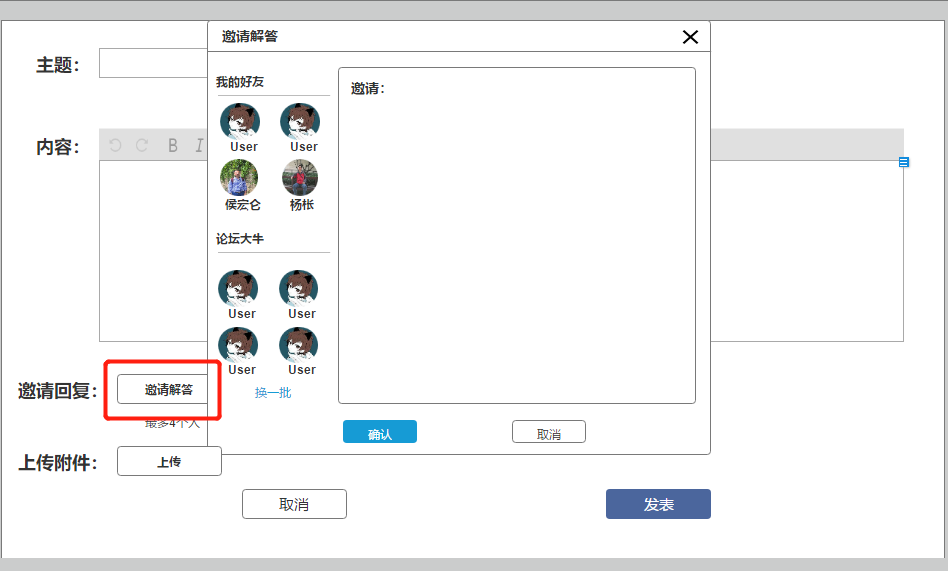 邀请解答
主题：
我的好友
邀请：
User User
内容：
B I
侯宏仑 杨枨
论坛大牛
User User
User User
换一批
邀请回复：
邀请解答
最多4个人
确认 取消
上传附件：
上传
取消 发表